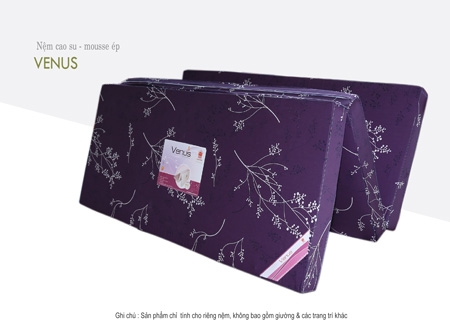 Nệm cao su - mousse ép
VENUS
Venus
Venus
Ghi chú : Sản phẩm chỉ tính cho riêng nệm, không bao gồm giường & các trang trí khác